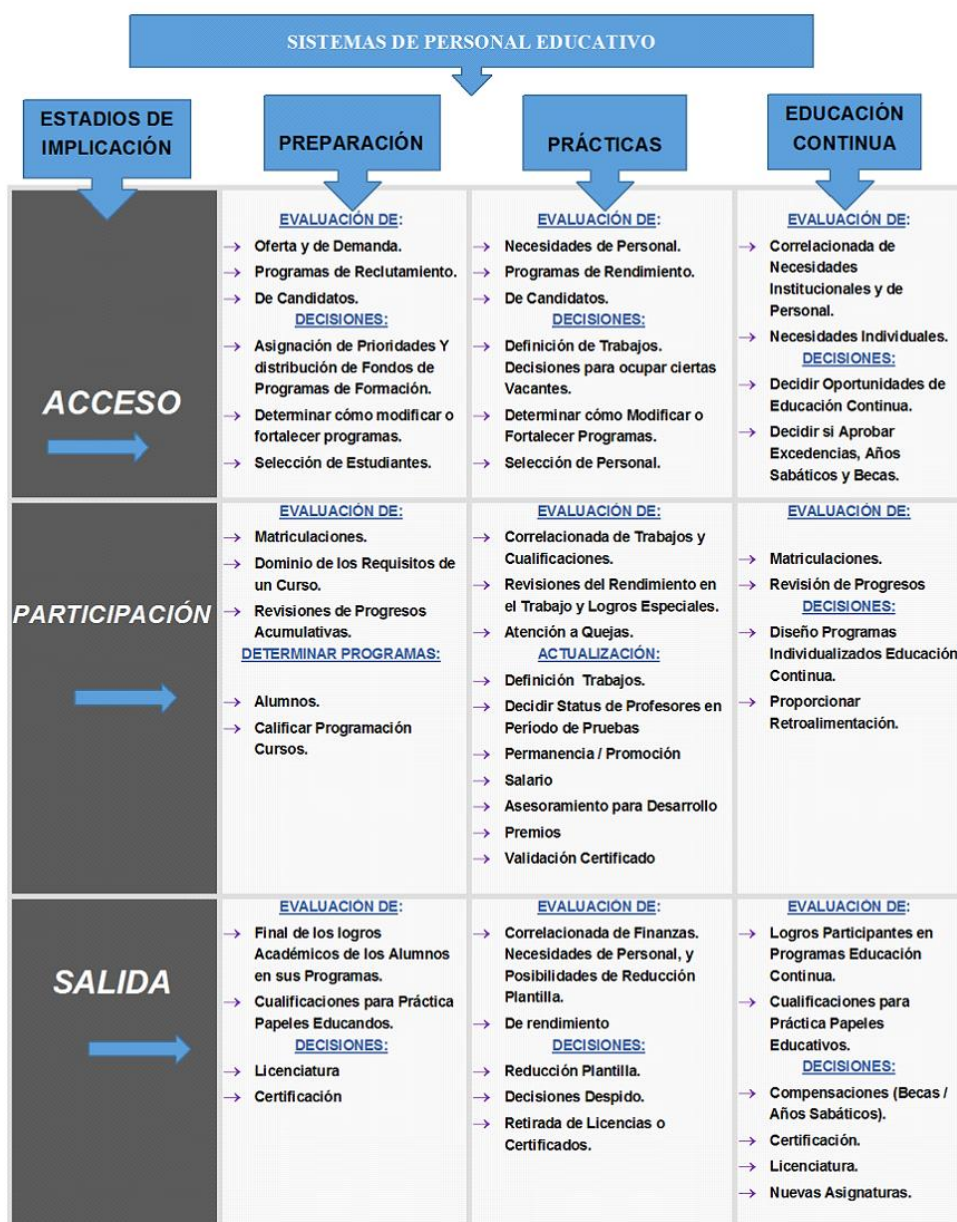 SISTEMAS DE PERSONAL EDUCATIVO
ESTADIOS DE
IMPLICACIÓN
PREPARACIÓN
PRÁCTICAS
EDUCACIÓN
CONTINUA
ACCESO
EVALUACIÓN DE:
→ Oferta y de Demanda.
→ Programas de Reclutamiento.
→ De Candidatos.
DECISIONES:
→ Asignación de Prioridades Y
distribución de Fondos de
Programas de Formación.
→ Determinar cómo modificar o
fortalecer programas.
→ Selección de Estudiantes.
EVALUACIÓN DE:
→ Necesidades de Personal.
→ Programas de Rendimiento.
→ De Candidatos.
DECISIONES:
→ Definición de Trabajos.
Decisiones para ocupar ciertas
Vacantes.
→ Determinar cómo Modificar o
Fortalecer Programas.
→ Selección de Personal.
EVALUACIÓN DE:
→ Correlacionada de
Necesidades
Institucionales y de
Personal.
→ Necesidades Individuales.
DECISIONES:
→ Decidir Oportunidades de
Educación Continua.
→ Decidir si Aprobar
Excedencias, Años
Sabáticos y Becas.
PARTICIPACIÓN
EVALUACIÓN DE:
→ Matriculaciones.
→ Dominio de los Requisitos de
un Curso.
→ Revisiones de Progresos
Acumulativas.
DETERMINAR PROGRAMAS:
→ Alumnos.
→ Calificar Programación
Cursos.
EVALUACIÓN DE:
→ Correlacionada de Trabajos y
Cualificaciones.
→ Revisiones del Rendimiento en
el Trabajo y Logros Especiales.
→ Atención a Quejas.
ACTUALIZACIÓN:
→ Definición Trabajos.
→ Decidir Status de Profesores en
Período de Pruebas
→ Permanencia / Promoción
→ Salario
→ Asesoramiento para Desarrollo
→ Premios
→ Validación Certificado
EVALUACIÓN DE:
→ Matriculaciones.
→ Revisión de Progresos
DECISIONES:
→ Diseño Programas
Individualizados Educación
Continua.
→ Proporcionar
Retroalimentación.
SALIDA
EVALUACIÓN DE:
→ Final de los logros
Académicos de los Alumnos
en sus Programas.
→ Cualificaciones para Práctica
Papeles Educandos.
DECISIONES:
→ Licenciatura
→ Certificación
EVALUACIÓN DE:
→ Correlacionada de Finanzas.
Necesidades de Personal, y
Posibilidades de Reducción
Plantilla.
→ De rendimiento
DECISIONES:
→ Reducción Plantilla.
→ Decisiones Despido.
→ Retirada de Licencias o
Certificados.
EVALUACIÓN DE:
→ Logros Participantes en
Programas Educación
Continua.
→ Cualificaciones para
Práctica Papeles
Educativos.
DECISIONES:
→ Compensaciones (Becas /
Años Sabáticos).
→ Certificación.
→ Licenciatura.
→ Nuevas Asignaturas.